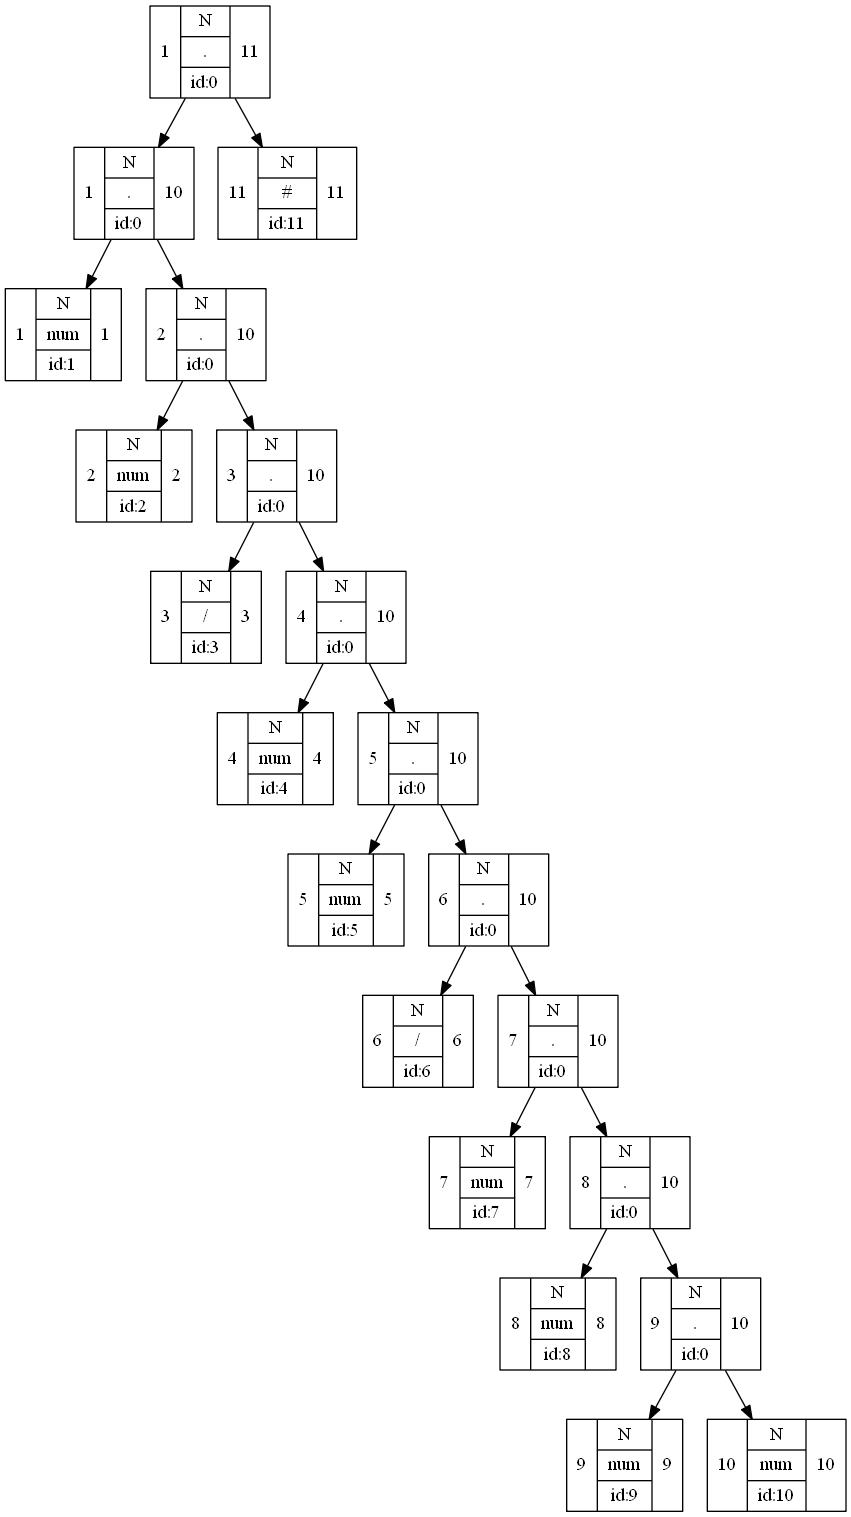 N
1 . 11
id:0
N
1 . 10
id:0
N
11 # 11
id:11
N
1 num 1
id:1
N
2 . 10
id:0
N
2 num 2
id:2
N
3 . 10
id:0
N
3 / 3
id:3
N
4 . 10
id:0
N
4 num 4
id:4
N
5 . 10
id:0
N
5 num 5
id:5
N
6 . 10
id:0
N
6 / 6
id:6
N
7 . 10
id:0
N
7 num 7
id:7
N
8 . 10
id:0
N
8 num 8
id:8
N
9 . 10
id:0
N
9 num 9
id:9
N
10 num 10
id:10